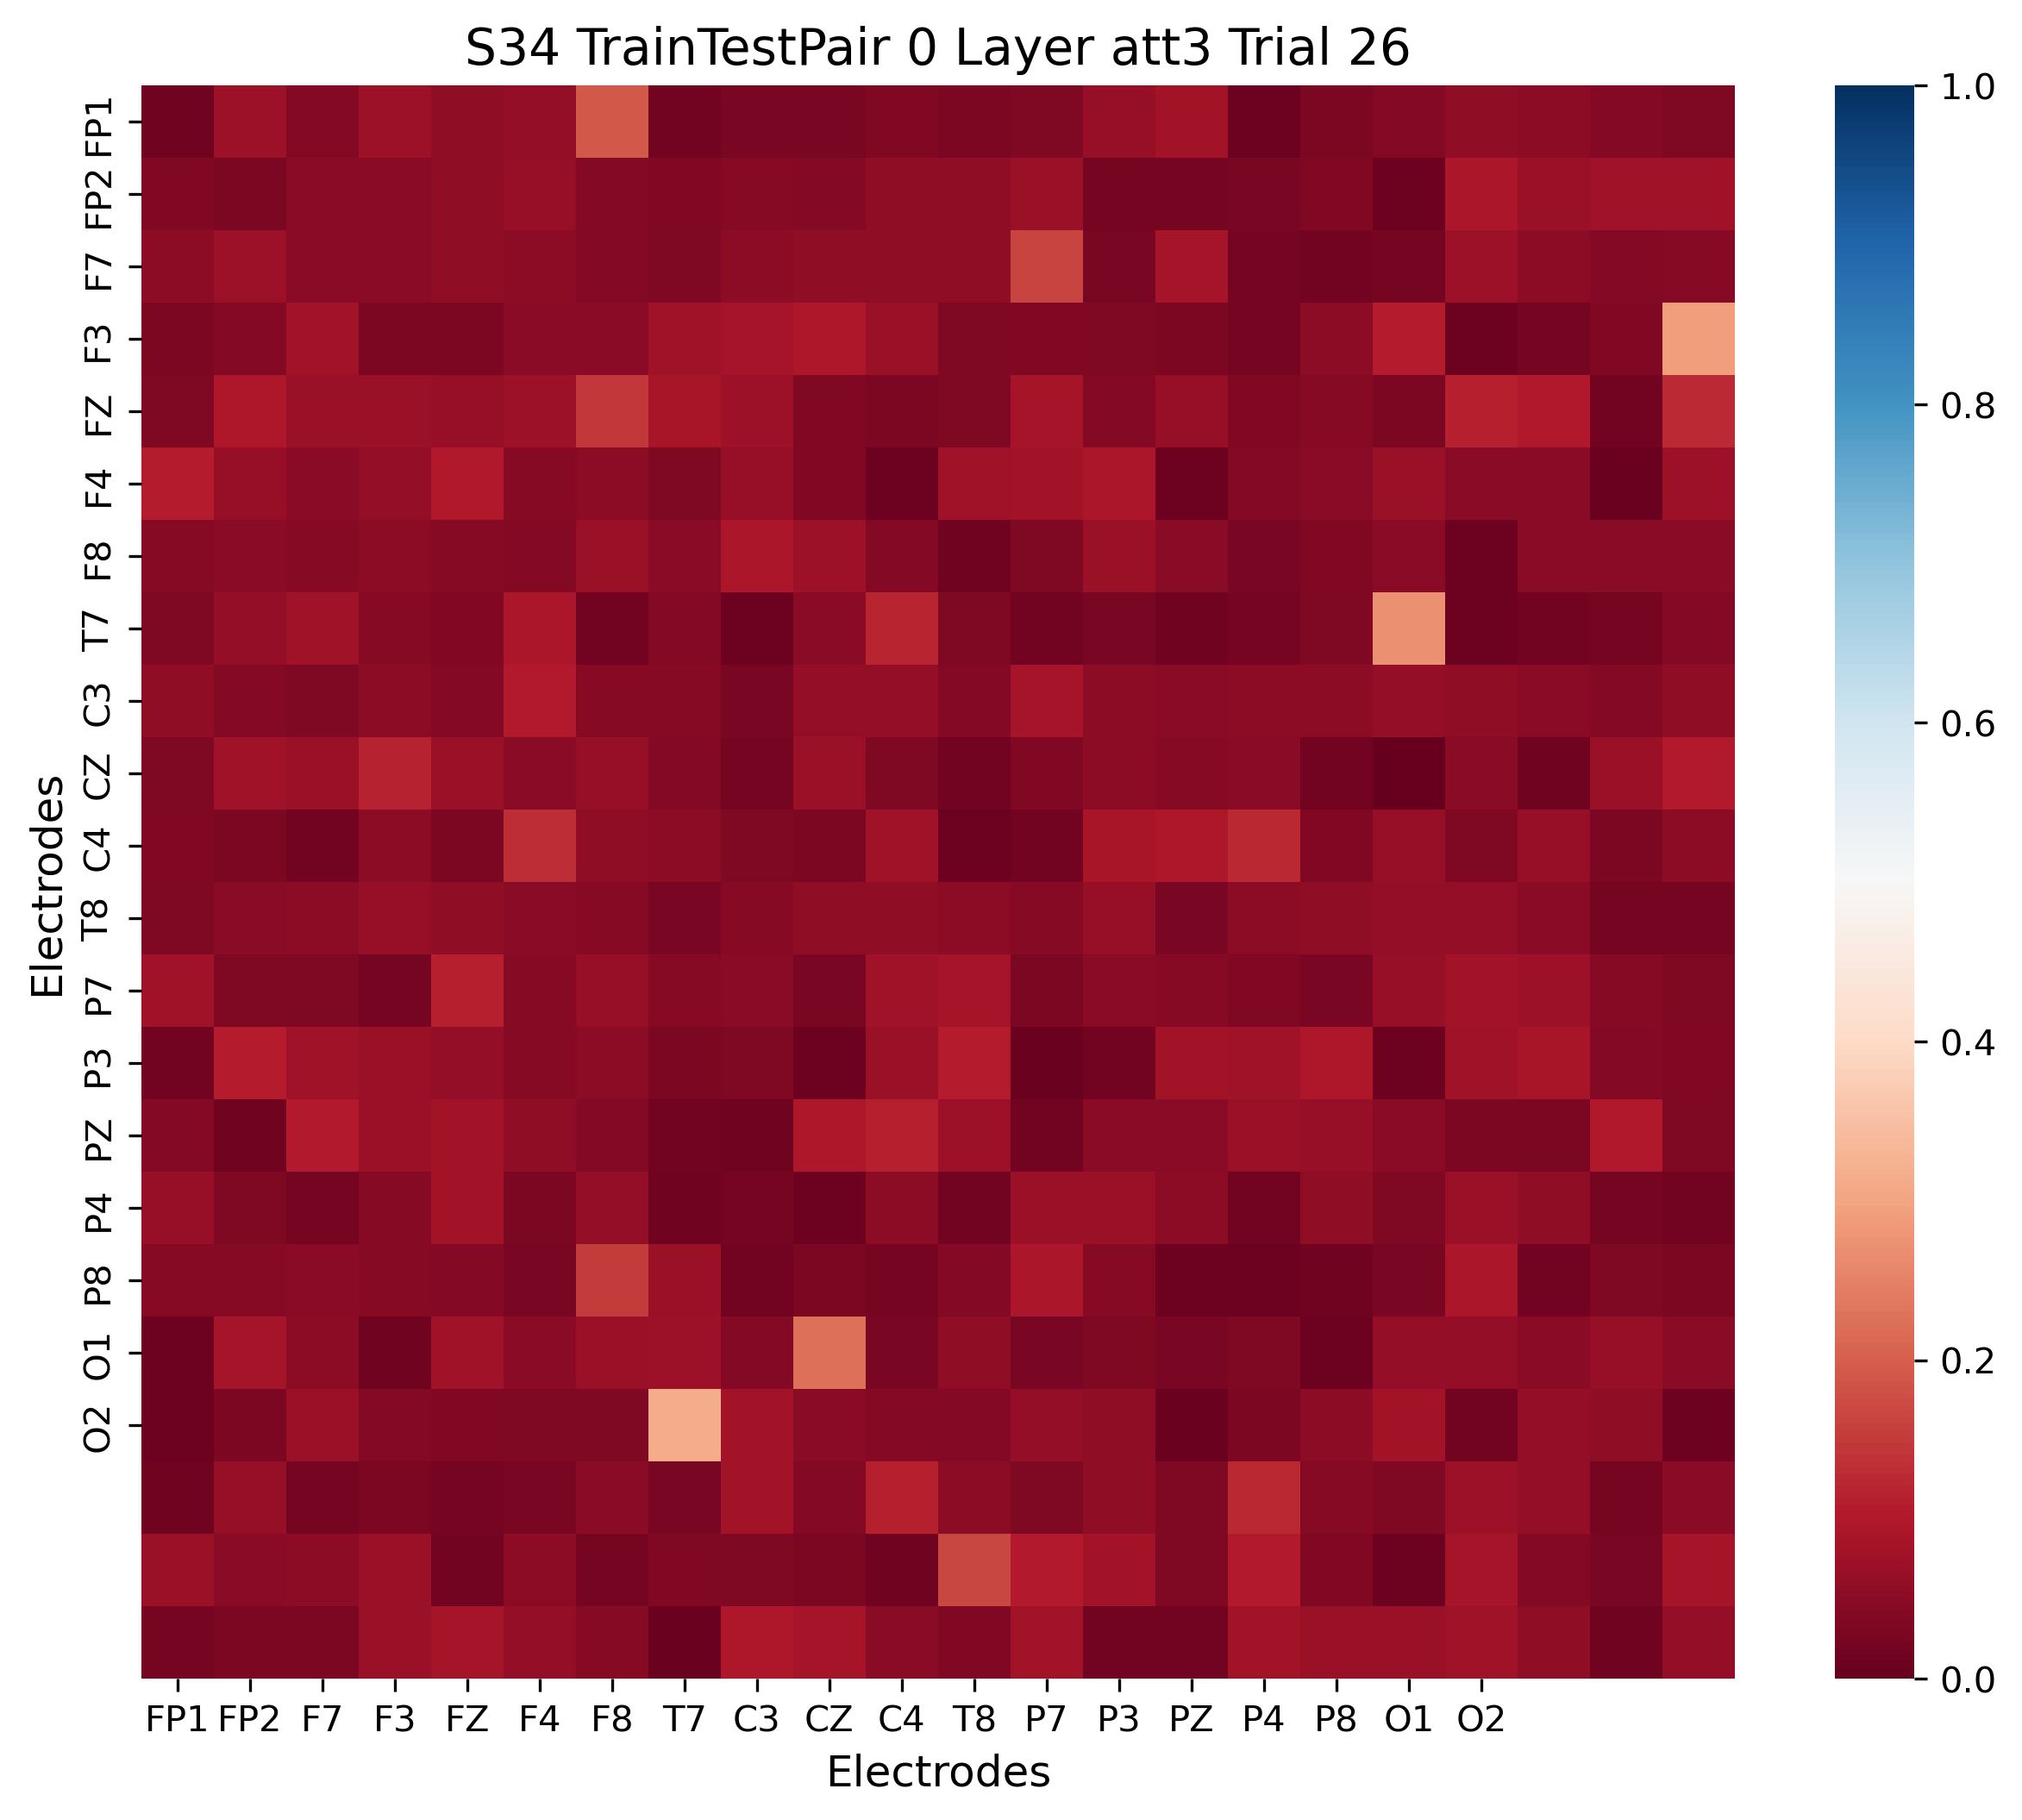 S34 TrainTestPair 0 Layer att3 Trial 26
Electrodes
FP1
FP2
F7
F3
FZ
F4
F8
T7
C3
CZ
C4
T8
P7
P3
PZ
P4
P8
O1
O2
FP1 FP2 F7 F3 FZ F4 F8 T7 C3 CZ C4 T8 P7 P3 PZ P4 P8 O1 O2
Electrodes
1.0
0.8
0.6
0.4
0.2
0.0